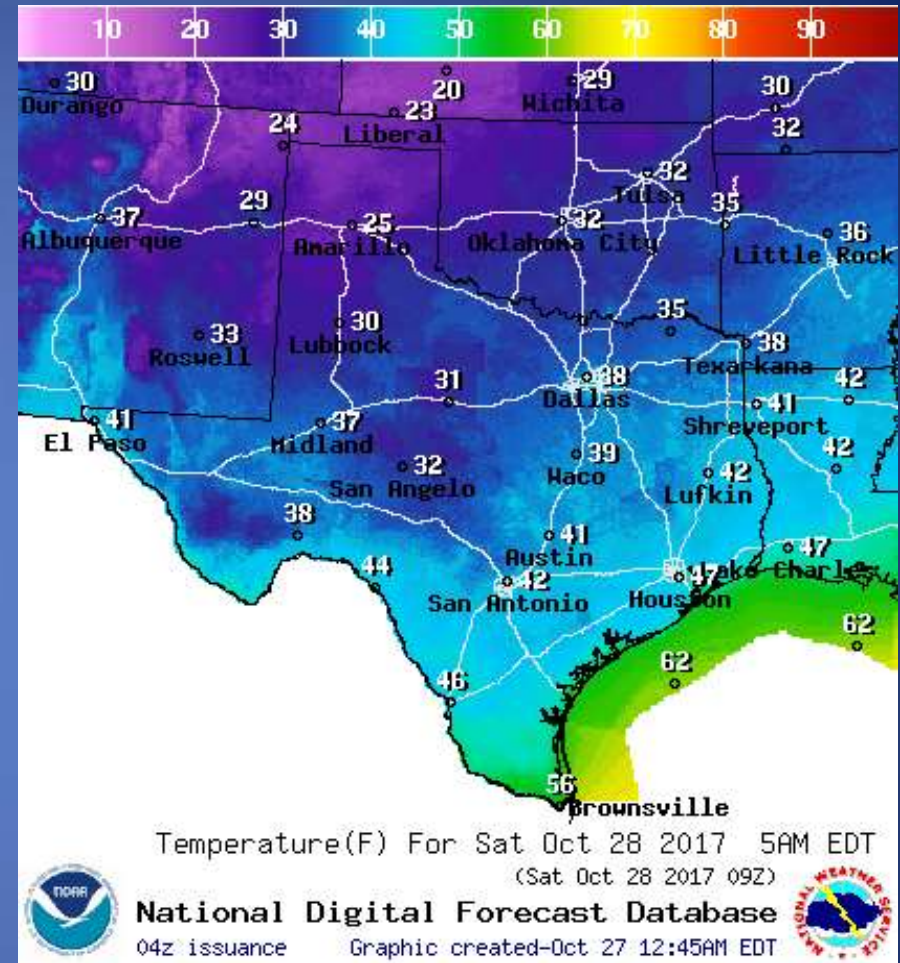 10 20 30 40 50 60 70 80 90
30 Durango
20
29 Wichita
23 Liberal
30
24
32
32 Tulsa
37 Albuquerque
29
25 Amarillo
32 Oklahoma City
35
36 Little Rock
33 Roswell
30 Lubbock
35
38 Texarkana
31
38 Dallas
42
41 El Paso
37 Midland
41 Shreveport
32 San Angelo
39 Waco
42 Lufkin
42
38
41 Austin
47 Lake Charles
44
42 San Antonio
47 Houston
62
62
46
56 Brownsville
Temperature(F) For Sat Oct 28 2017 5AM EDT
(Sat Oct 28 2017 09Z)
NOAA
National Digital Forecast Database
NATIONAL WEATHER SERVICE
04z issuance Graphic created-Oct 27 12:45AM EDT